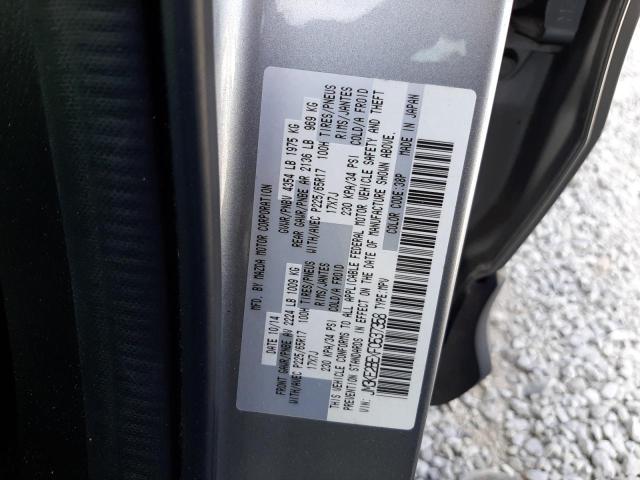 MFD. BY MAZDA MOTOR CORPORATION
DATE 10/14 GVWR/PNBV 4354 LB 1975 KG
FRONT GAWR/PNBE AV 2224 LB 1009 KG REAR GAWR/PNBE AR 2136 LB 969 KG
WITH/AVEC P225/65R17 100H TIRES/PNEUS WITH/AVEC P225/65R17 100H TIRES/PNEUS
17X7J RIMS/JANTES 17X7J RIMS/JANTES
230 KPA/34 PSI COLD/A FROID 230 KPA/34 PSI COLD/A FROID
THIS VEHICLE CONFORMS TO ALL APPLICABLE FEDERAL MOTOR VEHICLE SAFETY AND THEFT
PREVENTION STANDARDS IN EFFECT ON THE DATE OF MANUFACTURE SHOWN ABOVE.
VIN: TYPE:MPV COLOR CODE:38P MADE IN JAPAN